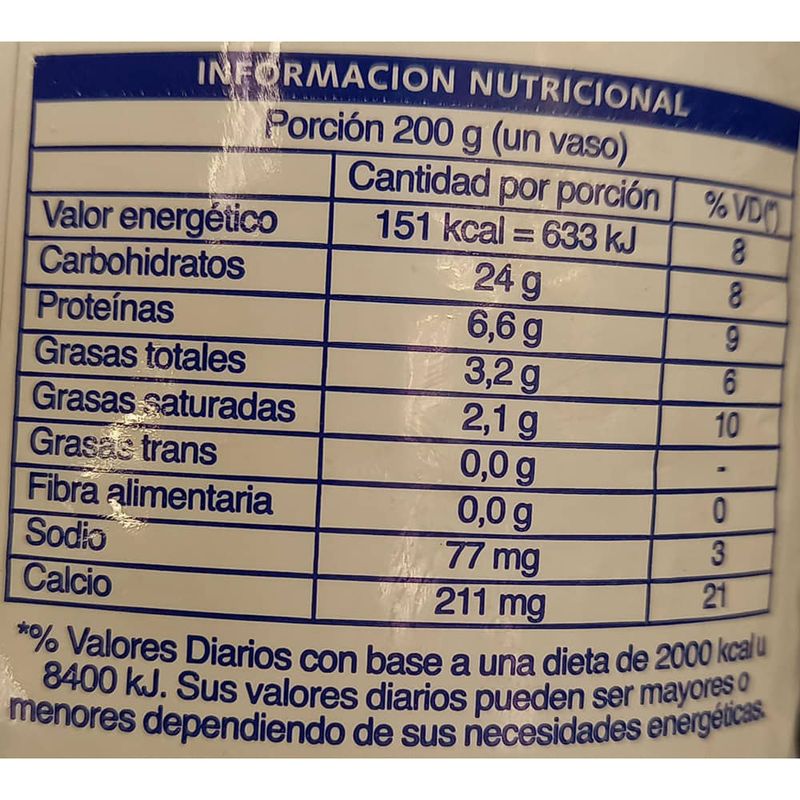 INFORMACION NUTRICIONAL
Porción 200 g (un vaso)
Cantidad por porción % VD(*)
Valor energético 151 kcal = 633 kJ 8
Carbohidratos 24 g 8
Proteínas 6,6 g 9
Grasas totales 3,2 g 6
Grasas saturadas 2,1 g 10
Grasas trans 0,0 g -
Fibra alimentaria 0,0 g 0
Sodio 77 mg 3
Calcio 211 mg 21
*% Valores Diarios con base a una dieta de 2000 kcal u
8400 kJ. Sus valores diarios pueden ser mayores o
menores dependiendo de sus necesidades energéticas.